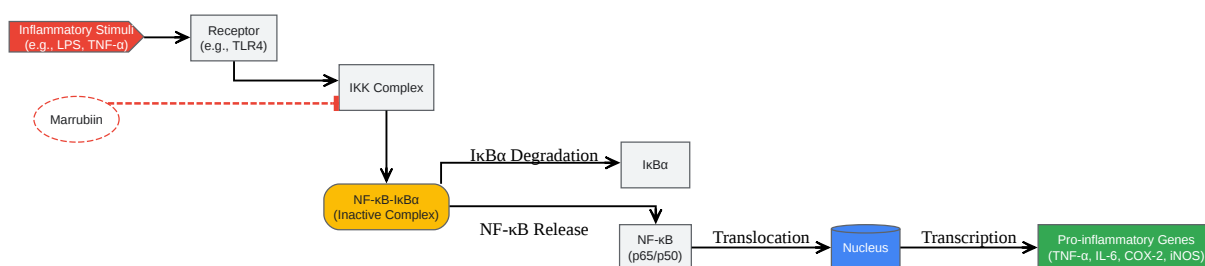 Inflammatory Stimuli
(e.g., LPS, TNF-α)
Receptor
(e.g., TLR4)
IKK Complex
Marrubiin
IκBα Degradation
IκBα
NF-κB-IκBα
(Inactive Complex)
NF-κB Release
NF-κB
(p65/p50)
Translocation
Nucleus
Transcription
Pro-inflammatory Genes
(TNF-α, IL-6, COX-2, iNOS)